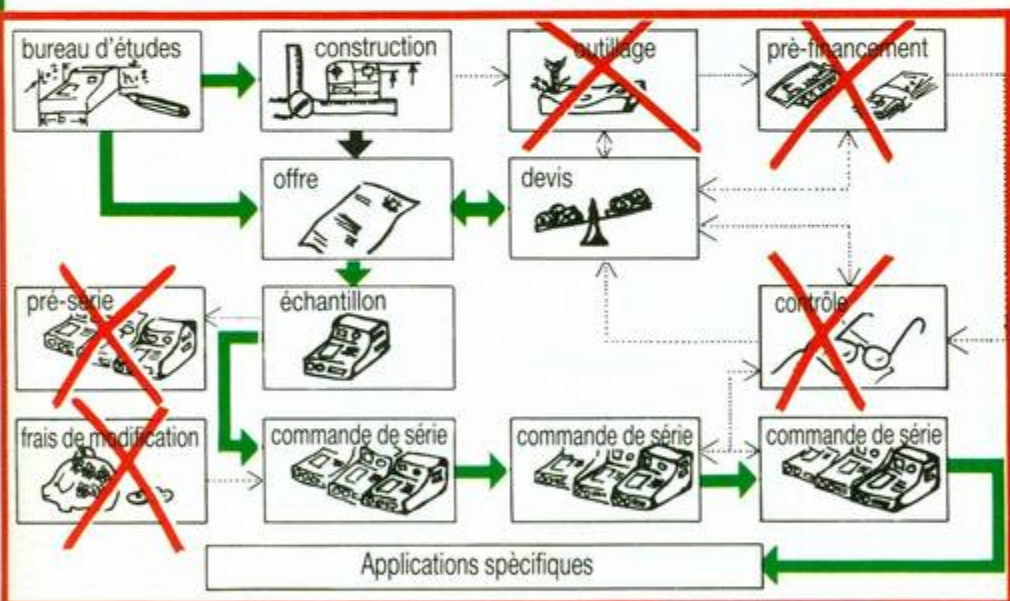 bureau d'études
construction
outillage
prè-financement
offre
devis
pré-série
échantillon
contrôle
frais de modification
commande de série
commande de série
commande de série
Applications spècifiques